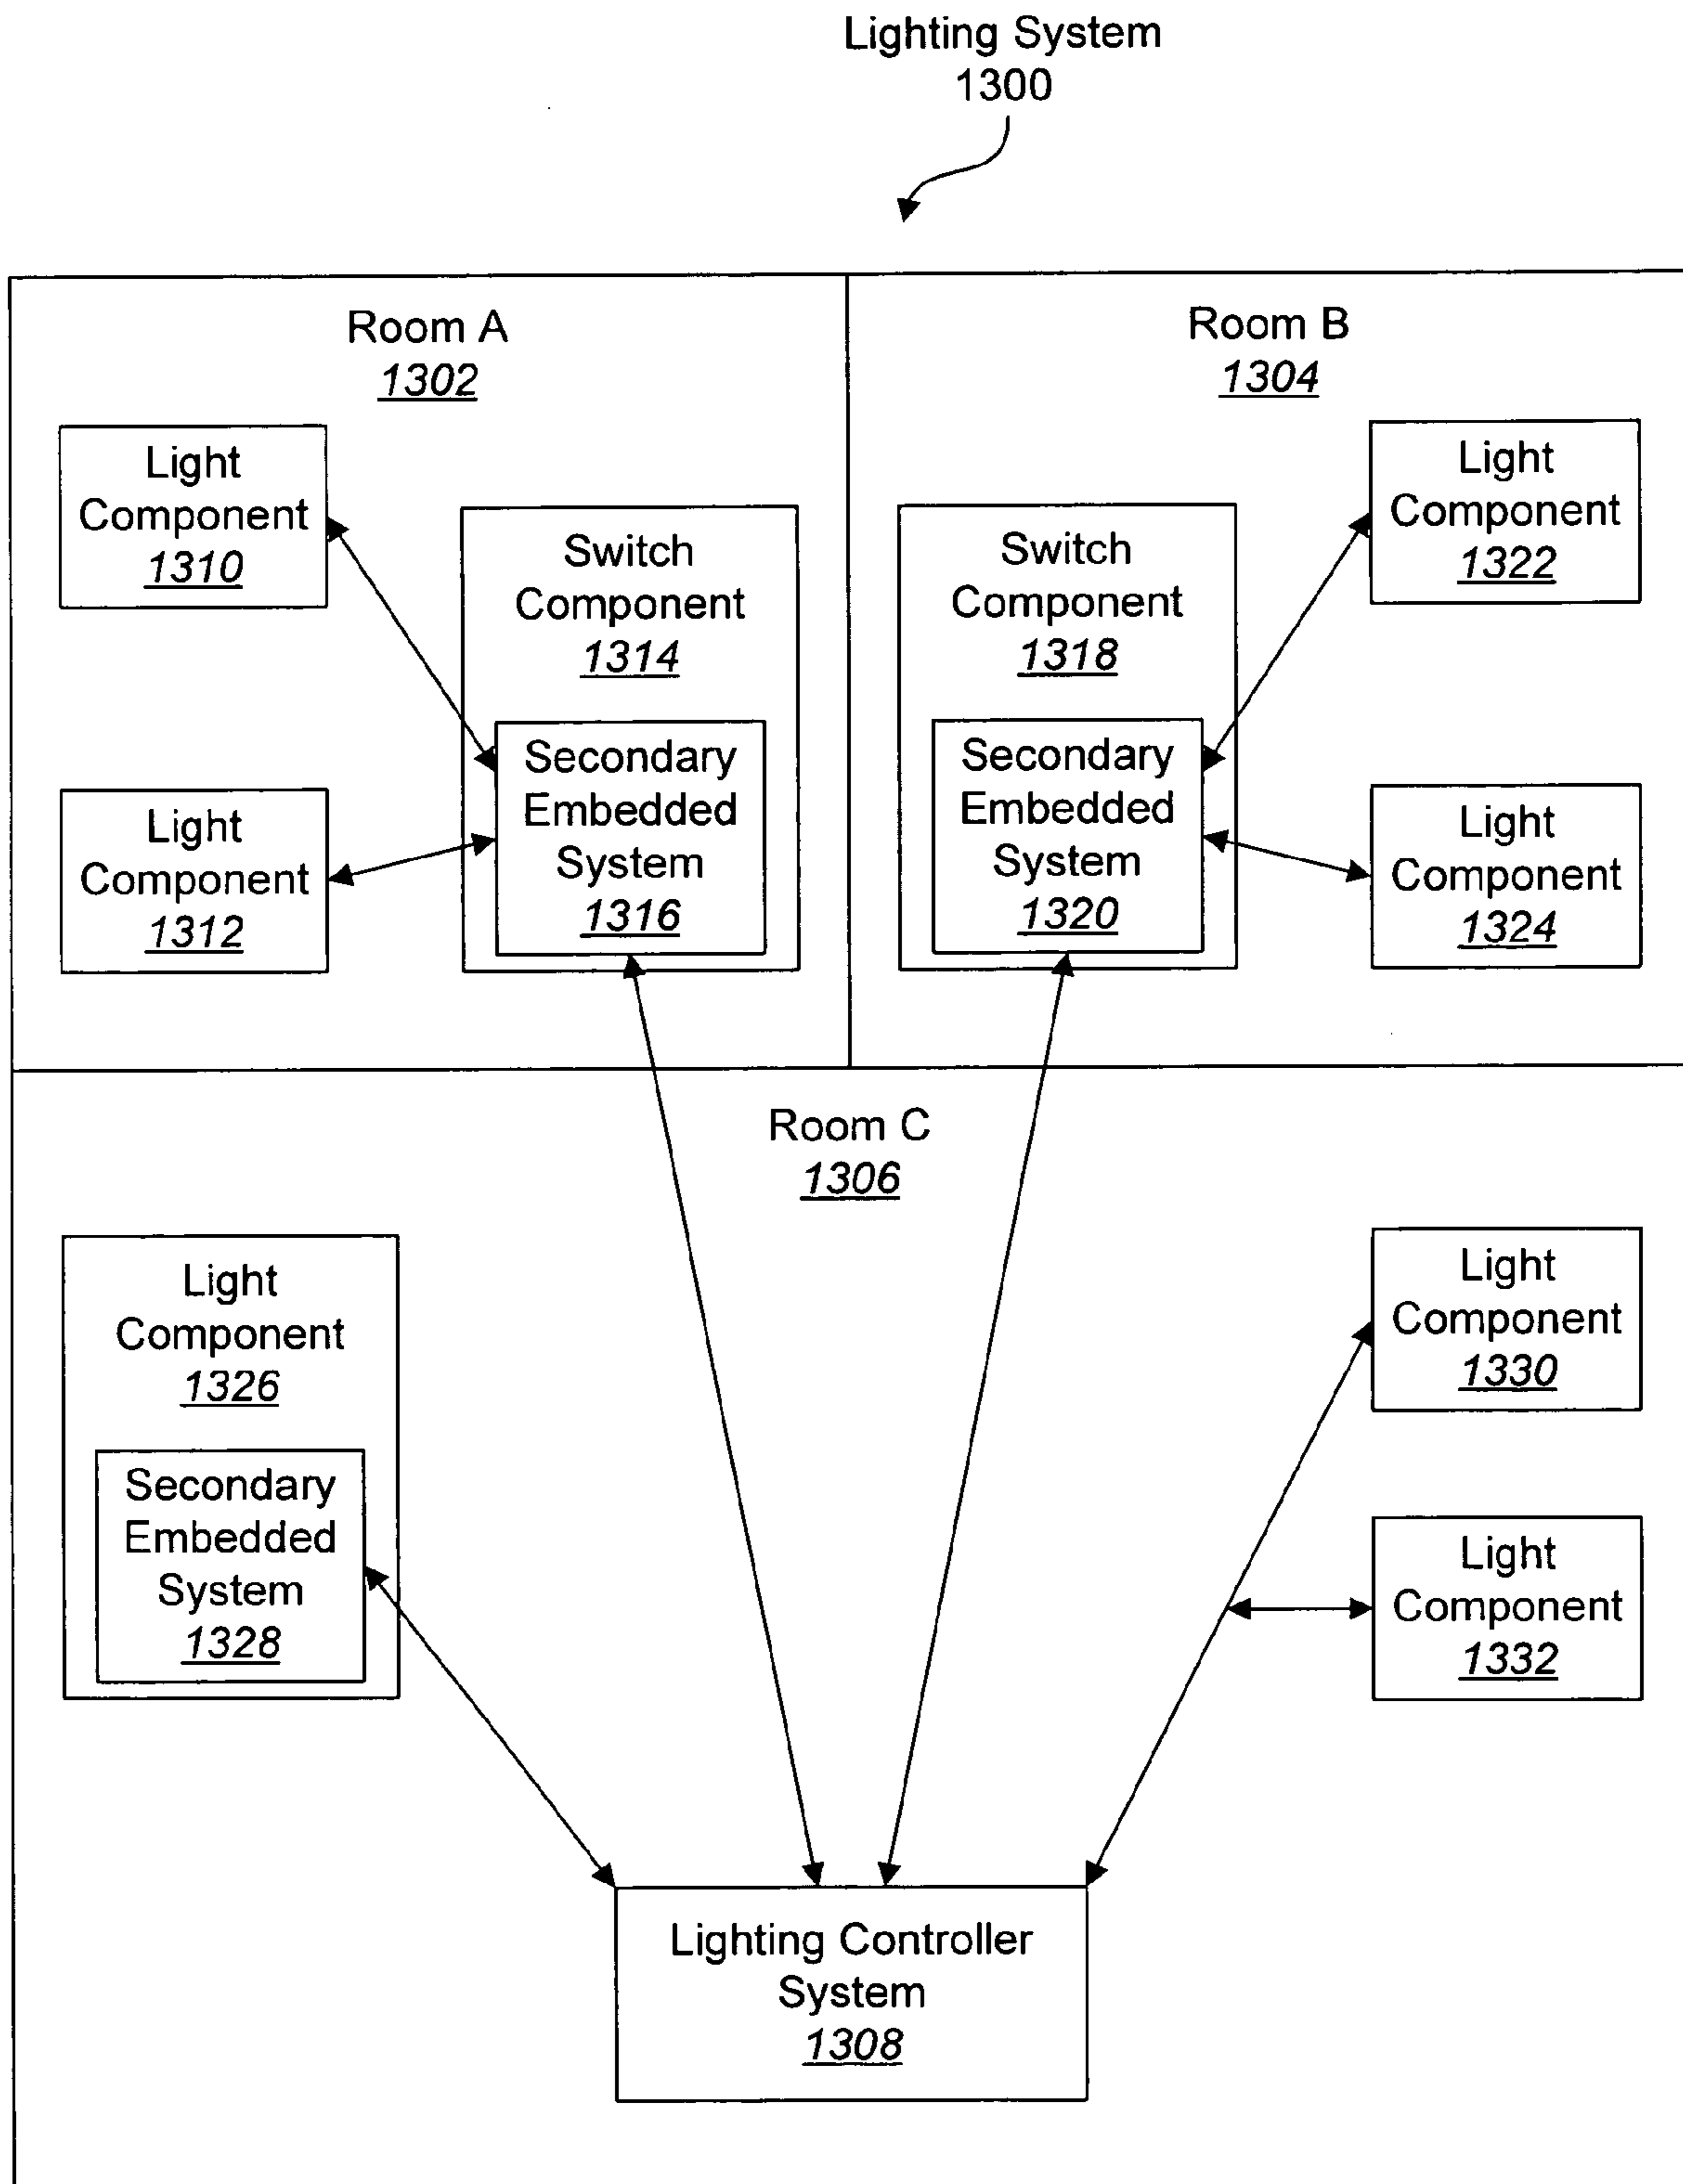 Lighting System
1300
Room A
1302
Room B
1304
Light
Component
1310
Switch
Component
1314
Secondary
Embedded
System
1316
Light
Component
1312
Switch
Component
1318
Secondary
Embedded
System
1320
Light
Component
1322
Light
Component
1324
Room C
1306
Light
Component
1326
Secondary
Embedded
System
1328
Light
Component
1330
Light
Component
1332
Lighting Controller
System
1308